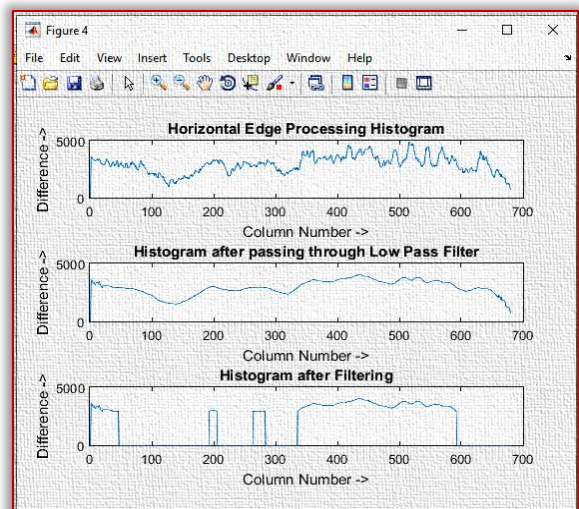 Figure 4
File Edit View Insert Tools Desktop Window Help
Horizontal Edge Processing Histogram
Difference ->
5000
0
0 100 200 300 400 500 600 700
Column Number ->
Histogram after passing through Low Pass Filter
Difference ->
5000
0
0 100 200 300 400 500 600 700
Column Number ->
Histogram after Filtering
Difference ->
5000
0
0 100 200 300 400 500 600 700
Column Number ->